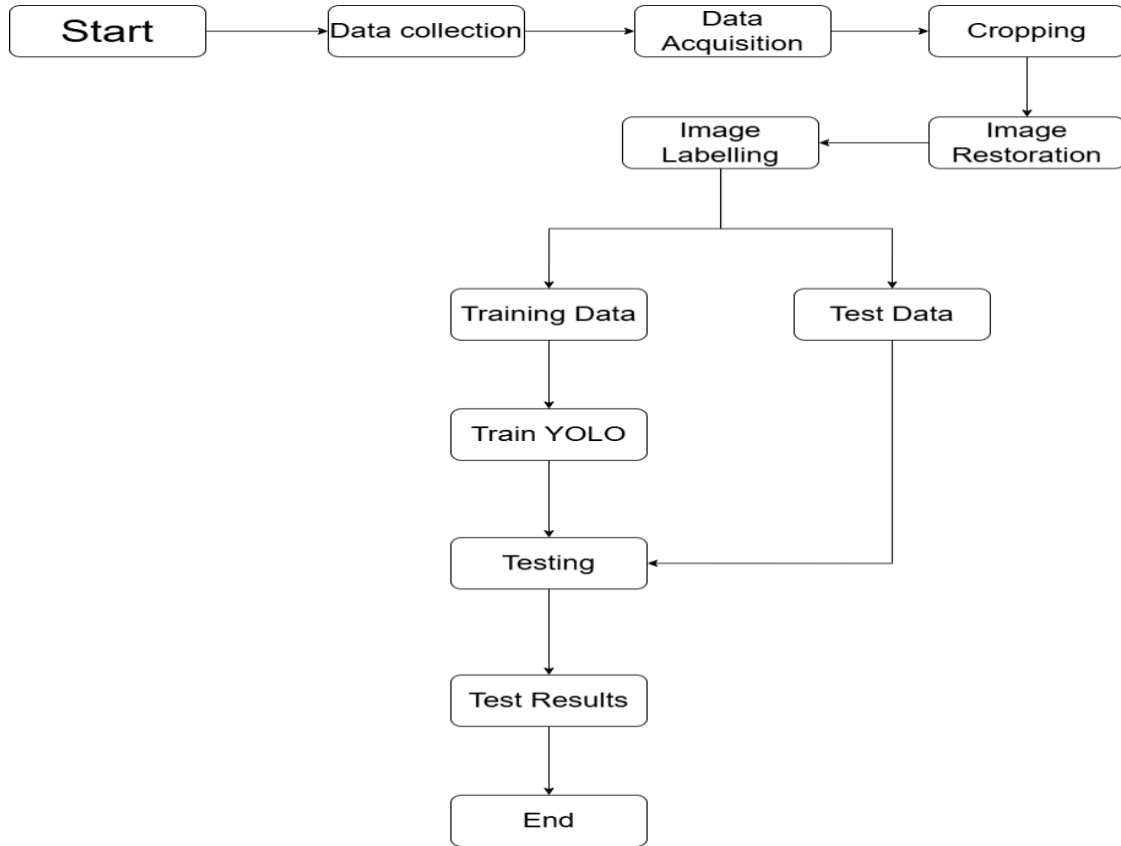 Start
Data collection
Data
Acquisition
Cropping
Image
Labelling
Image
Restoration
Training Data
Test Data
Train YOLO
Testing
Test Results
End